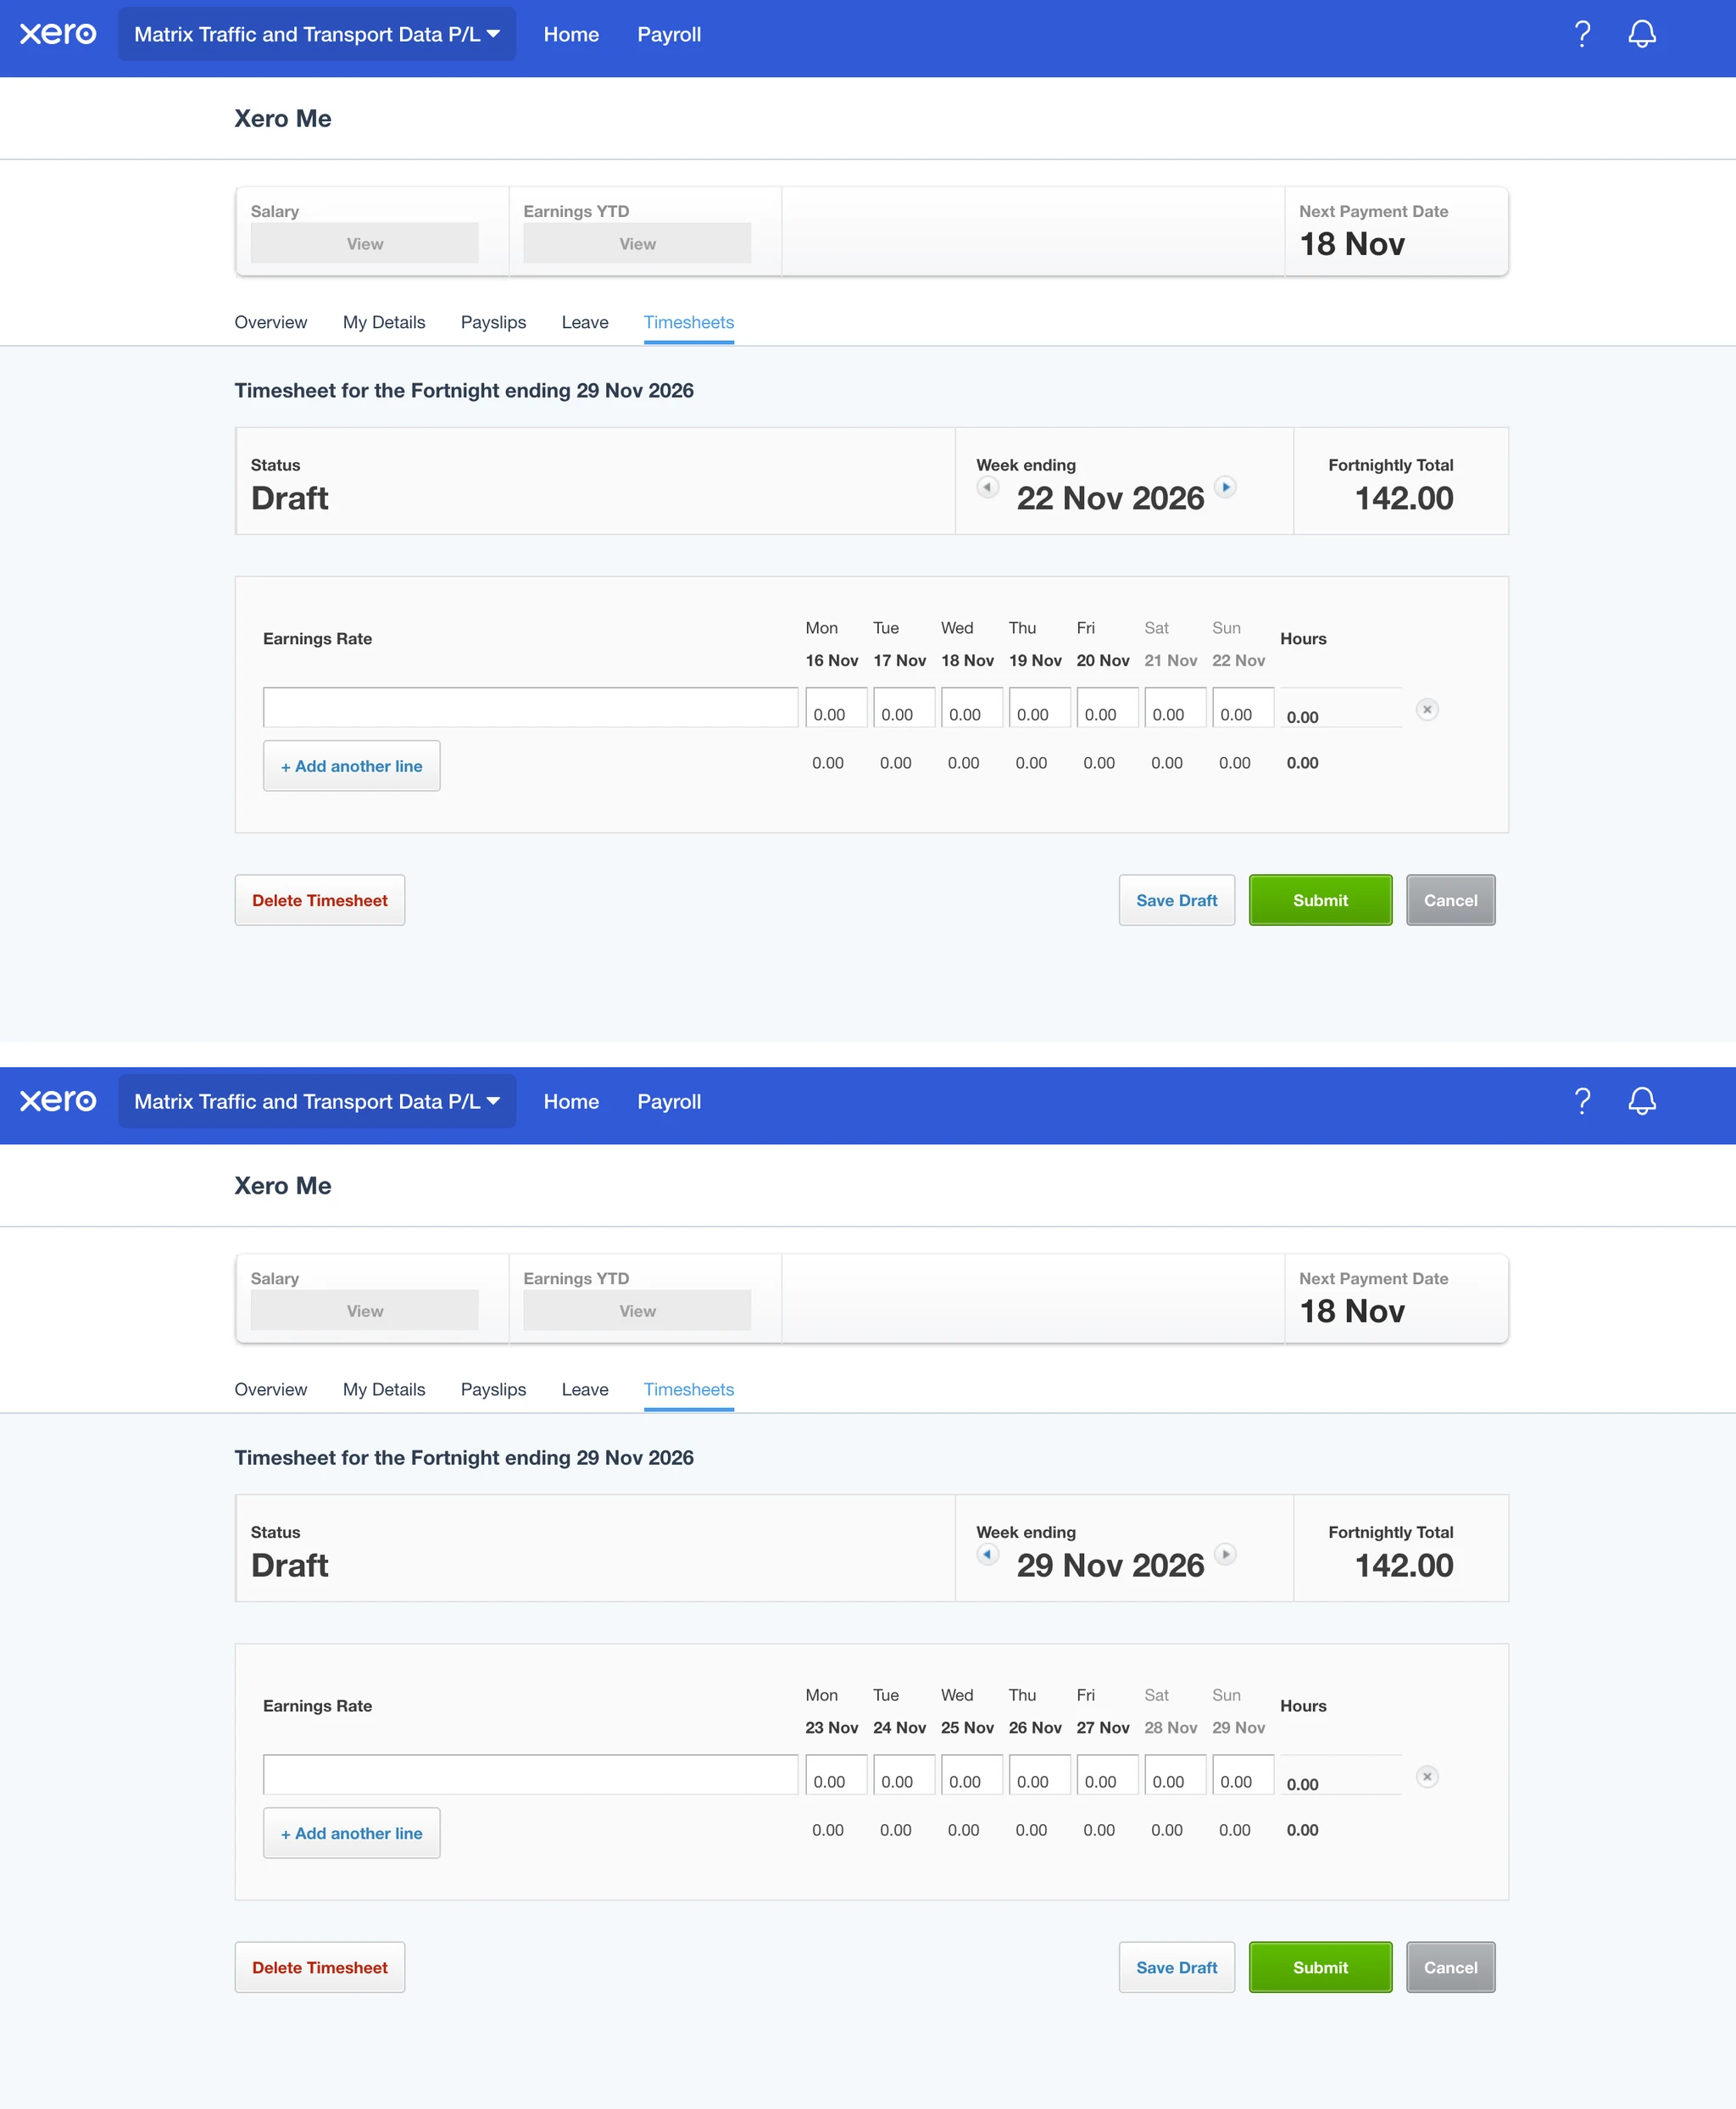 xero Matrix Traffic and Transport Data P/L Home Payroll ?
Xero Me
Salary Earnings YTD Next Payment Date
View View 18 Nov
Overview My Details Payslips Leave Timesheets
Timesheet for the Fortnight ending 29 Nov 2026
Status Week ending Fortnightly Total
Draft 22 Nov 2026 142.00
Mon Tue Wed Thu Fri Sat Sun
Earnings Rate Hours
16 Nov 17 Nov 18 Nov 19 Nov 20 Nov 21 Nov 22 Nov
0.00 0.00 0.00 0.00 0.00 0.00 0.00 0.00
+ Add another line 0.00 0.00 0.00 0.00 0.00 0.00 0.00 0.00
Delete Timesheet Save Draft Submit Cancel
xero Matrix Traffic and Transport Data P/L Home Payroll ?
Xero Me
Salary Earnings YTD Next Payment Date
View View 18 Nov
Overview My Details Payslips Leave Timesheets
Timesheet for the Fortnight ending 29 Nov 2026
Status Week ending Fortnightly Total
Draft 29 Nov 2026 142.00
Mon Tue Wed Thu Fri Sat Sun
Earnings Rate Hours
23 Nov 24 Nov 25 Nov 26 Nov 27 Nov 28 Nov 29 Nov
0.00 0.00 0.00 0.00 0.00 0.00 0.00 0.00
+ Add another line 0.00 0.00 0.00 0.00 0.00 0.00 0.00 0.00
Delete Timesheet Save Draft Submit Cancel